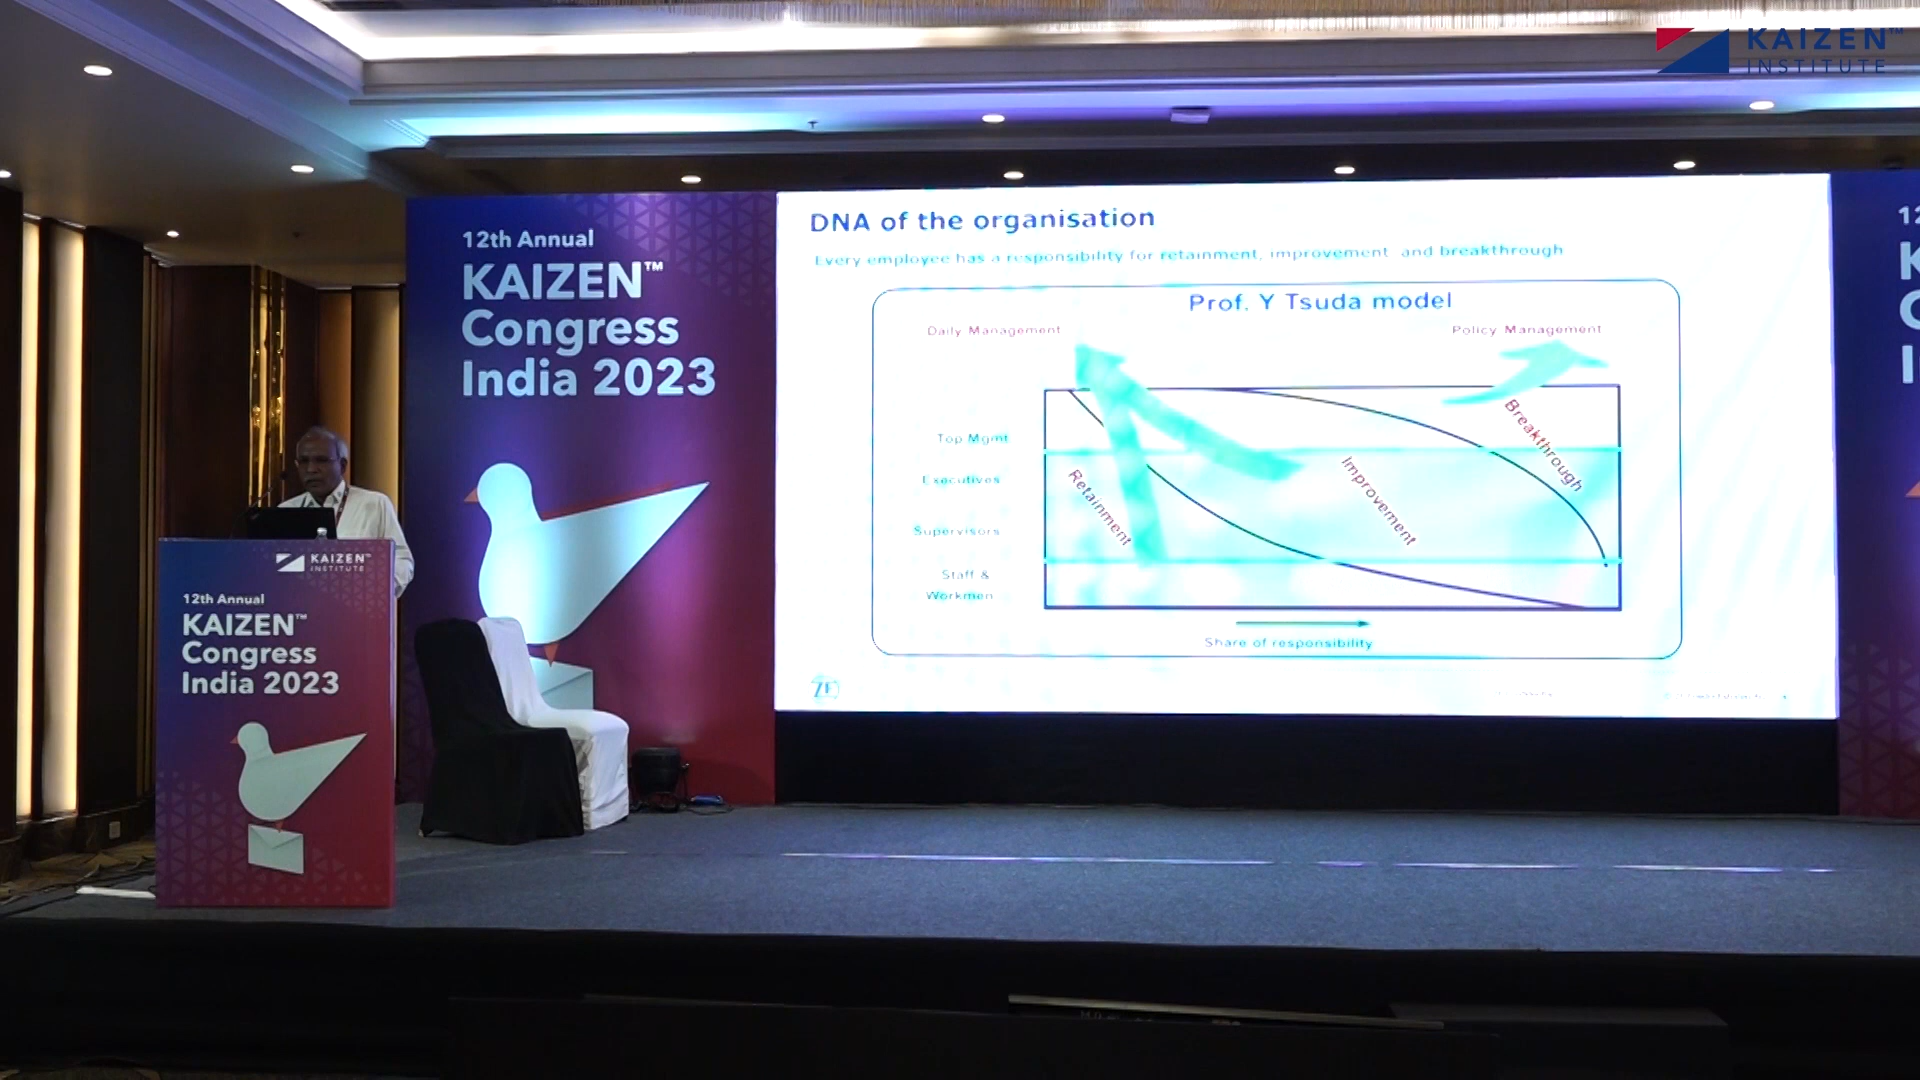 KAIZEN™
INSTITUTE
12th Annual
KAIZEN™
Congress
India 2023
DNA of the organisation
Every employee has a responsibility for retainment, improvement and breakthrough
Prof. Y Tsuda model
Daily Management
Policy Management
Top Mgmt
Executives
Supervisors
Staff &
Workmen
Retainment
Improvement
Breakthrough
Share of responsibility
ZF
KAIZEN™
INSTITUTE
12th Annual
KAIZEN™
Congress
India 2023
12
K